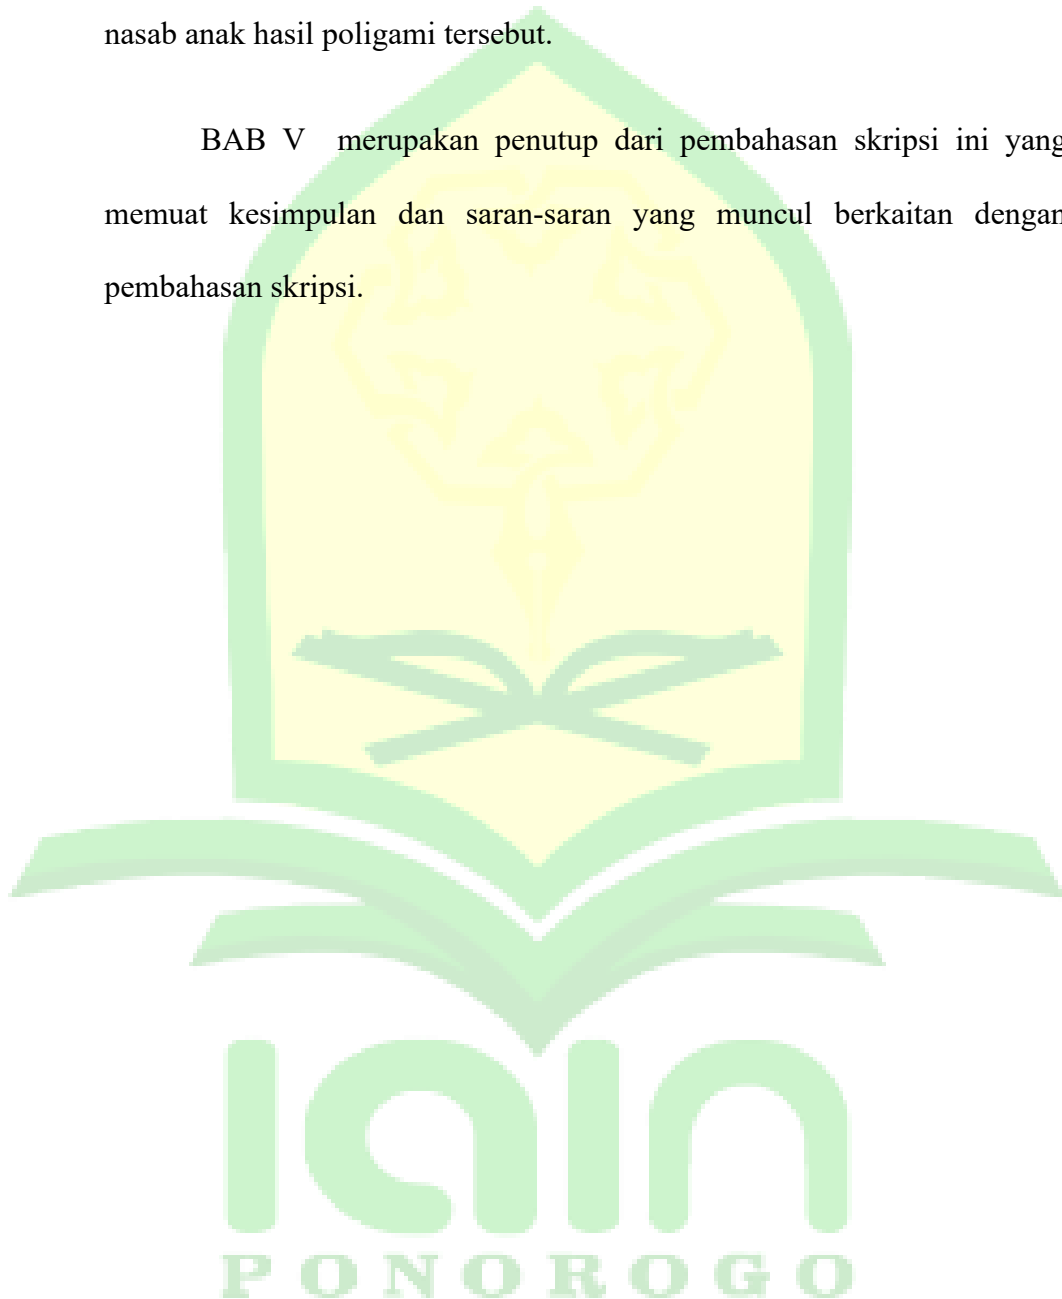 nasab anak hasil poligami tersebut.
BAB V merupakan penutup dari pembahasan skripsi ini yang
memuat kesimpulan dan saran-saran yang muncul berkaitan dengan
pembahasan skripsi.
iain
PONOROGO